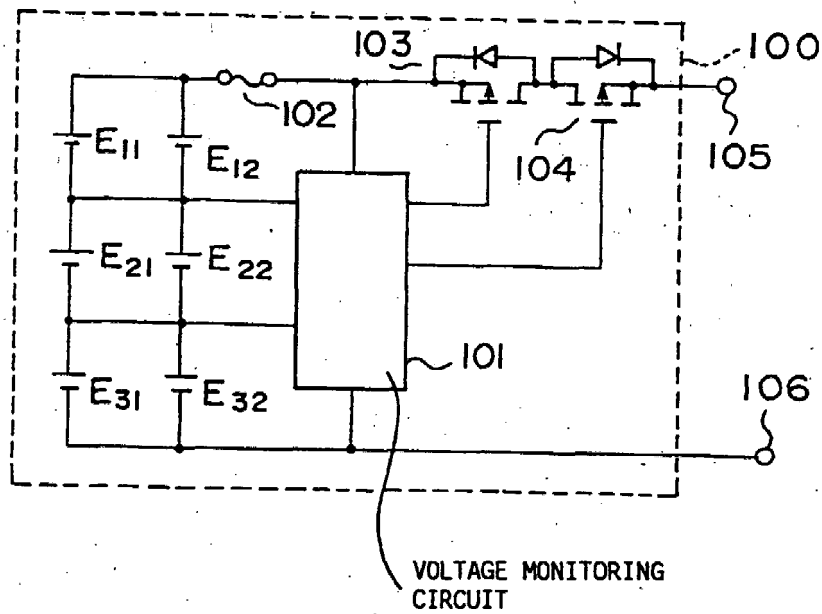 103
100
102
E11
E12
104
105
E21
E22
101
E31
E32
106
VOLTAGE MONITORING
CIRCUIT